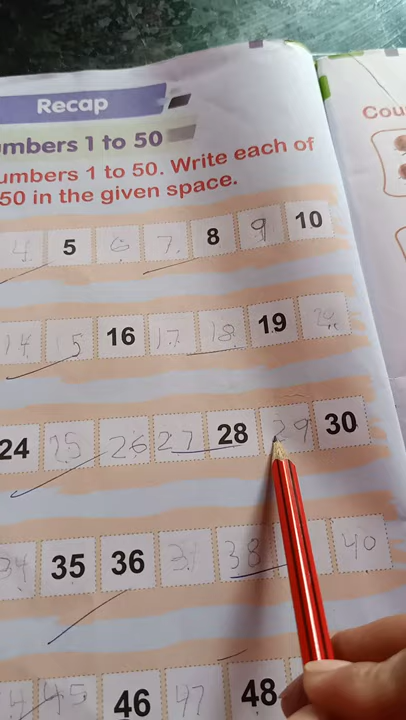 Recap
umbers 1 to 50
umbers 1 to 50. Write each of
50 in the given space.
Cou
4 5 6 7 8 9 10
14 15 16 17 18 19 20
24 25 26 27 28 29 30
34 35 36 38 40
4 45 46 47 48